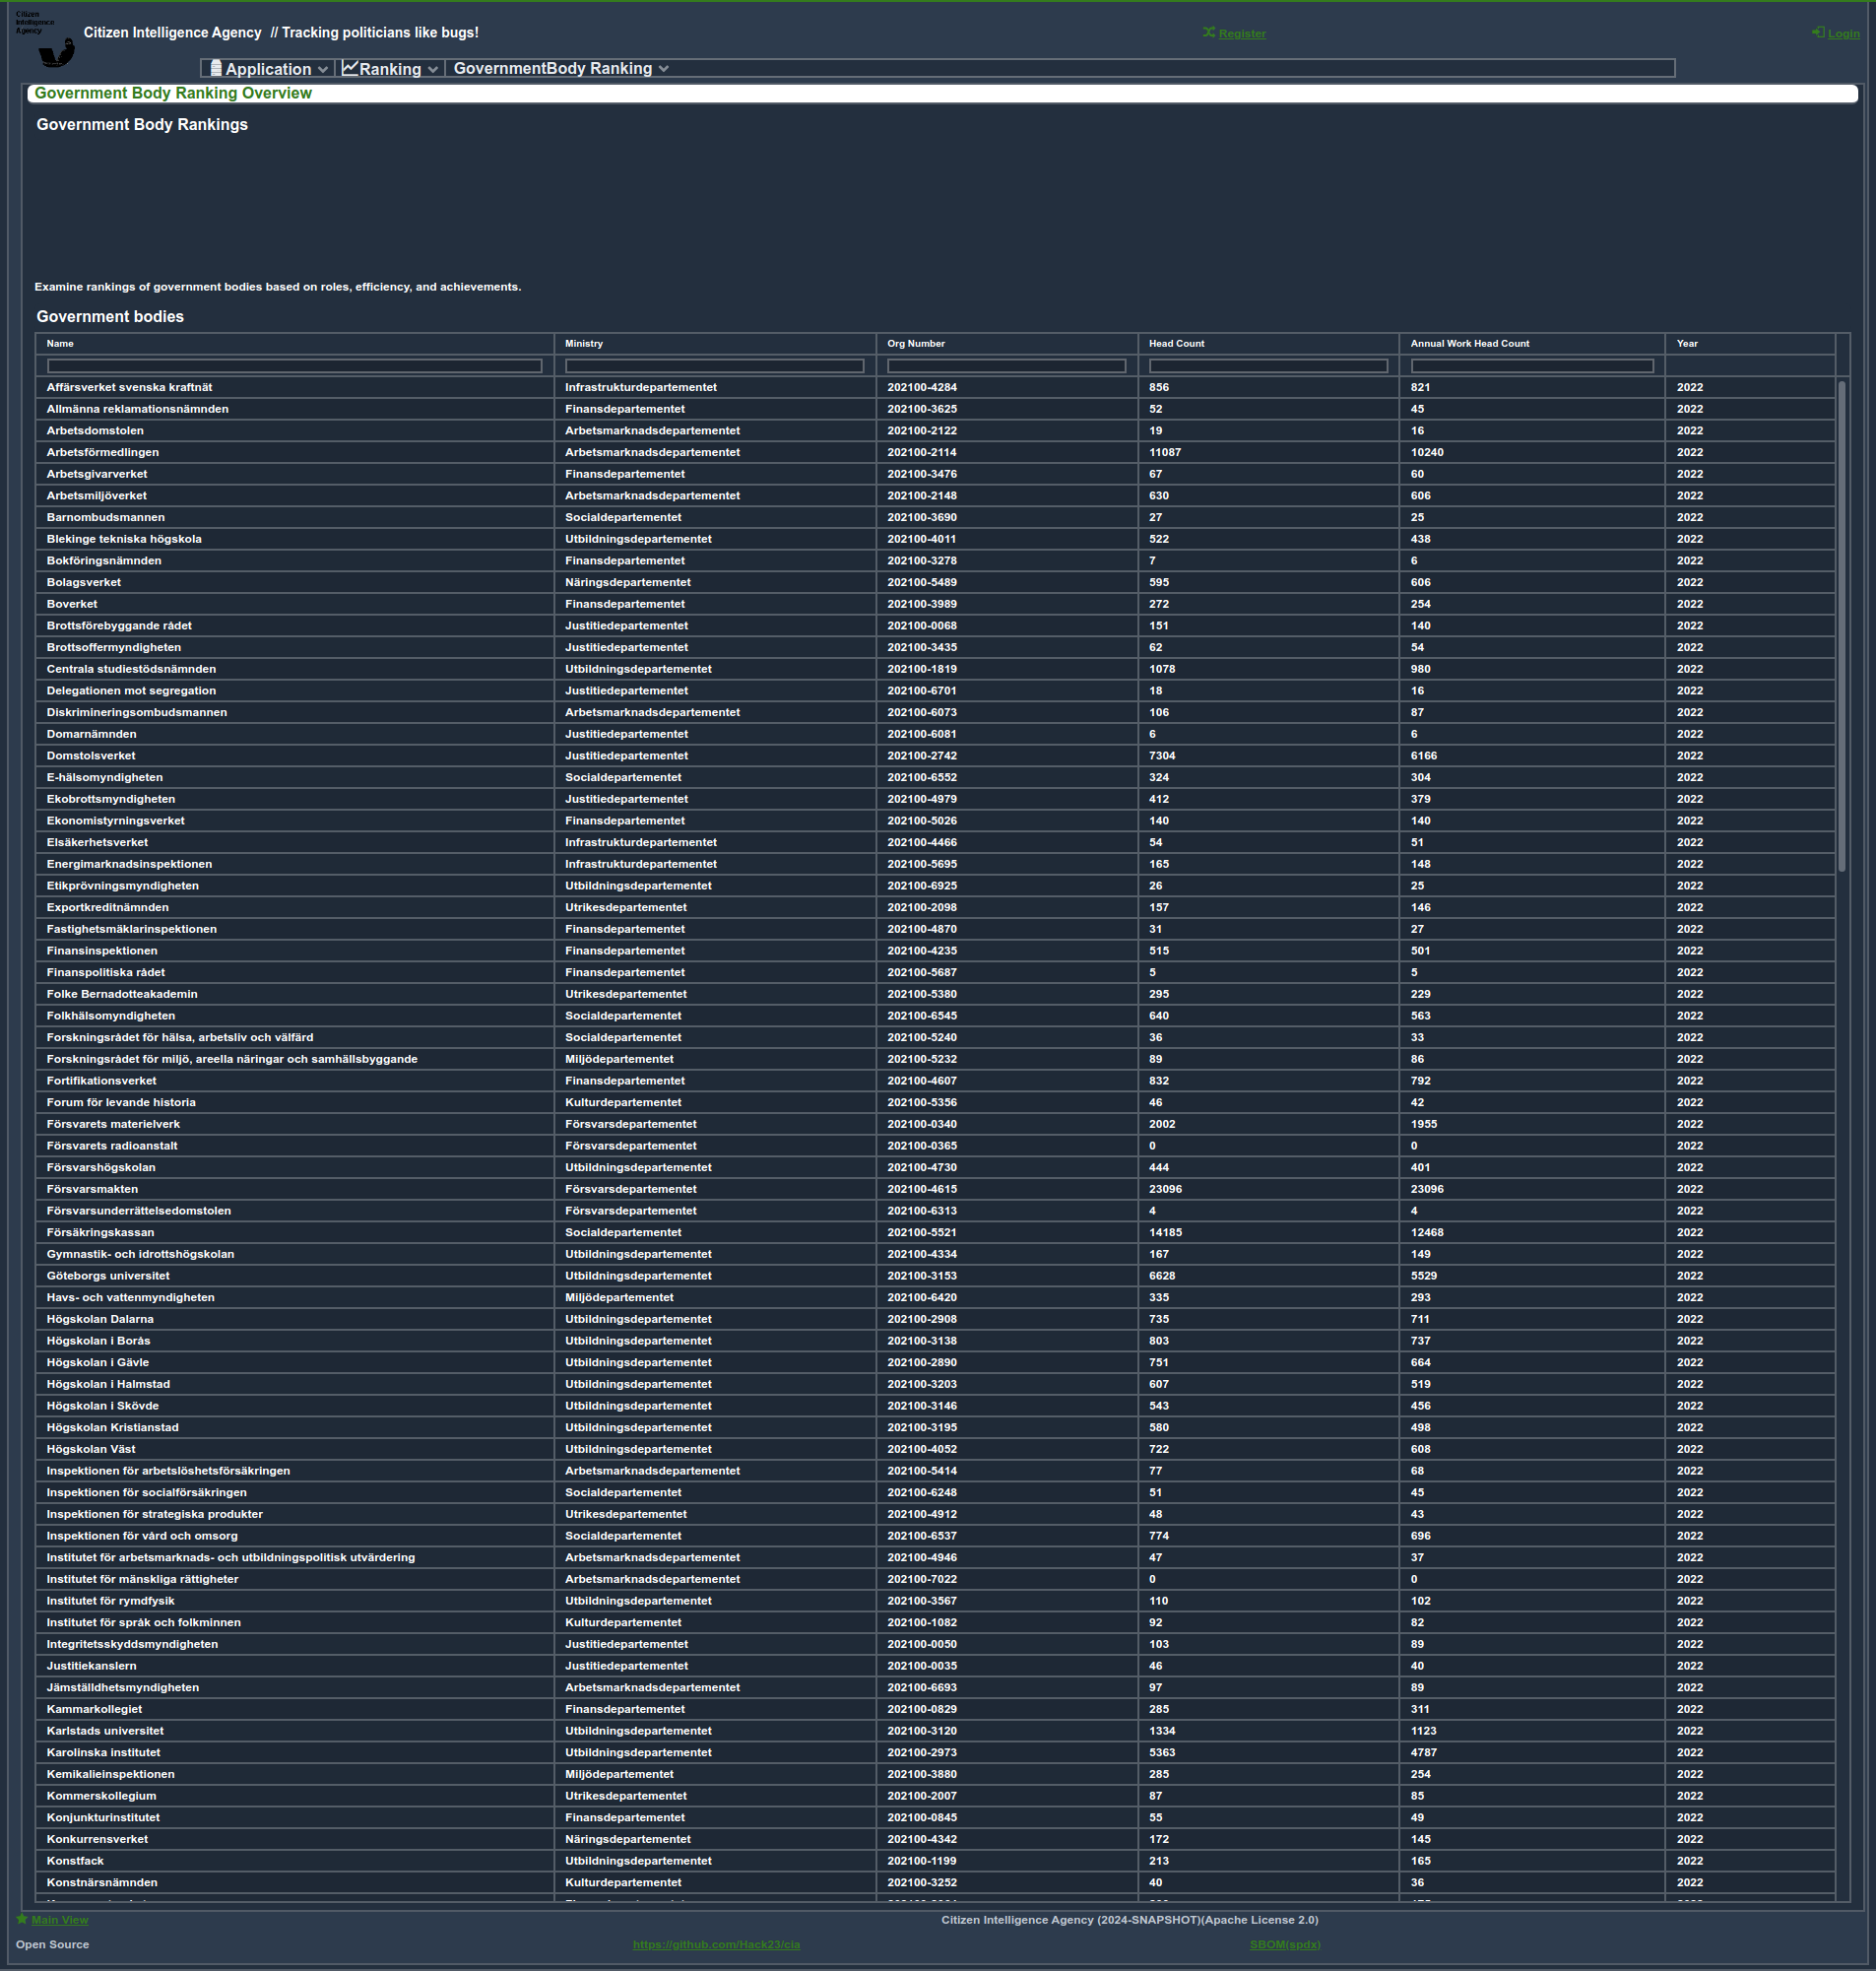 Citizen
Intelligence
Agency
Citizen Intelligence Agency // Tracking politicians like bugs!
Register
Login
Application
Ranking
GovernmentBody Ranking
Government Body Ranking Overview
Government Body Rankings
Examine rankings of government bodies based on roles, efficiency, and achievements.
Government bodies
Name Ministry Org Number Head Count Annual Work Head Count Year
Affärsverket svenska kraftnät Infrastrukturdepartementet 202100-4284 856 821 2022
Allmänna reklamationsnämnden Finansdepartementet 202100-3625 52 45 2022
Arbetsdomstolen Arbetsmarknadsdepartementet 202100-2122 19 16 2022
Arbetsförmedlingen Arbetsmarknadsdepartementet 202100-2114 11087 10240 2022
Arbetsgivarverket Finansdepartementet 202100-3476 67 60 2022
Arbetsmiljöverket Arbetsmarknadsdepartementet 202100-2148 630 606 2022
Barnombudsmannen Socialdepartementet 202100-3690 27 25 2022
Blekinge tekniska högskola Utbildningsdepartementet 202100-4011 522 438 2022
Bokföringsnämnden Finansdepartementet 202100-3278 7 6 2022
Bolagsverket Näringsdepartementet 202100-5489 595 606 2022
Boverket Finansdepartementet 202100-3989 272 254 2022
Brottsförebyggande rådet Justitiedepartementet 202100-0068 151 140 2022
Brottsoffermyndigheten Justitiedepartementet 202100-3435 62 54 2022
Centrala studiestödsnämnden Utbildningsdepartementet 202100-1819 1078 980 2022
Delegationen mot segregation Justitiedepartementet 202100-6701 18 16 2022
Diskrimineringsombudsmannen Arbetsmarknadsdepartementet 202100-6073 106 87 2022
Domarnämnden Justitiedepartementet 202100-6081 6 6 2022
Domstolsverket Justitiedepartementet 202100-2742 7304 6166 2022
E-hälsomyndigheten Socialdepartementet 202100-6552 324 304 2022
Ekobrottsmyndigheten Justitiedepartementet 202100-4979 412 379 2022
Ekonomistyrningsverket Finansdepartementet 202100-5026 140 140 2022
Elsäkerhetsverket Infrastrukturdepartementet 202100-4466 54 51 2022
Energimarknadsinspektionen Infrastrukturdepartementet 202100-5695 165 148 2022
Etikprövningsmyndigheten Utbildningsdepartementet 202100-6925 26 25 2022
Exportkreditnämnden Utrikesdepartementet 202100-2098 157 146 2022
Fastighetsmäklarinspektionen Finansdepartementet 202100-4870 31 27 2022
Finansinspektionen Finansdepartementet 202100-4235 515 501 2022
Finanspolitiska rådet Finansdepartementet 202100-5687 5 5 2022
Folke Bernadotteakademin Utrikesdepartementet 202100-5380 295 229 2022
Folkhälsomyndigheten Socialdepartementet 202100-6545 640 563 2022
Forskningsrådet för hälsa, arbetsliv och välfärd Socialdepartementet 202100-5240 36 33 2022
Forskningsrådet för miljö, areella näringar och samhällsbyggande Miljödepartementet 202100-5232 89 86 2022
Fortifikationsverket Finansdepartementet 202100-4607 832 792 2022
Forum för levande historia Kulturdepartementet 202100-5356 46 42 2022
Försvarets materielverk Försvarsdepartementet 202100-0340 2002 1955 2022
Försvarets radioanstalt Försvarsdepartementet 202100-0365 0 0 2022
Försvarshögskolan Utbildningsdepartementet 202100-4730 444 401 2022
Försvarsmakten Försvarsdepartementet 202100-4615 23096 23096 2022
Försvarsunderrättelsedomstolen Försvarsdepartementet 202100-6313 4 4 2022
Försäkringskassan Socialdepartementet 202100-5521 14185 12468 2022
Gymnastik- och idrottshögskolan Utbildningsdepartementet 202100-4334 167 149 2022
Göteborgs universitet Utbildningsdepartementet 202100-3153 6628 5529 2022
Havs- och vattenmyndigheten Miljödepartementet 202100-6420 335 293 2022
Högskolan Dalarna Utbildningsdepartementet 202100-2908 735 711 2022
Högskolan i Borås Utbildningsdepartementet 202100-3138 803 737 2022
Högskolan i Gävle Utbildningsdepartementet 202100-2890 751 664 2022
Högskolan i Halmstad Utbildningsdepartementet 202100-3203 607 519 2022
Högskolan i Skövde Utbildningsdepartementet 202100-3146 543 456 2022
Högskolan Kristianstad Utbildningsdepartementet 202100-3195 580 498 2022
Högskolan Väst Utbildningsdepartementet 202100-4052 722 608 2022
Inspektionen för arbetslöshetsförsäkringen Arbetsmarknadsdepartementet 202100-5414 77 68 2022
Inspektionen för socialförsäkringen Socialdepartementet 202100-6248 51 45 2022
Inspektionen för strategiska produkter Utrikesdepartementet 202100-4912 48 43 2022
Inspektionen för vård och omsorg Socialdepartementet 202100-6537 774 696 2022
Institutet för arbetsmarknads- och utbildningspolitisk utvärdering Arbetsmarknadsdepartementet 202100-4946 47 37 2022
Institutet för mänskliga rättigheter Arbetsmarknadsdepartementet 202100-7022 0 0 2022
Institutet för rymdfysik Utbildningsdepartementet 202100-3567 110 102 2022
Institutet för språk och folkminnen Kulturdepartementet 202100-1082 92 82 2022
Integritetsskyddsmyndigheten Justitiedepartementet 202100-0050 103 89 2022
Justitiekanslern Justitiedepartementet 202100-0035 46 40 2022
Jämställdhetsmyndigheten Arbetsmarknadsdepartementet 202100-6693 97 89 2022
Kammarkollegiet Finansdepartementet 202100-0829 285 311 2022
Karlstads universitet Utbildningsdepartementet 202100-3120 1334 1123 2022
Karolinska institutet Utbildningsdepartementet 202100-2973 5363 4787 2022
Kemikalieinspektionen Miljödepartementet 202100-3880 285 254 2022
Kommerskollegium Utrikesdepartementet 202100-2007 87 85 2022
Konjunkturinstitutet Finansdepartementet 202100-0845 55 49 2022
Konkurrensverket Näringsdepartementet 202100-4342 172 145 2022
Konstfack Utbildningsdepartementet 202100-1199 213 165 2022
Konstnärsnämnden Kulturdepartementet 202100-3252 40 36 2022
Main View
Citizen Intelligence Agency (2024-SNAPSHOT)(Apache License 2.0)
Open Source
https://github.com/Hack23/cia
SBOM(spdx)